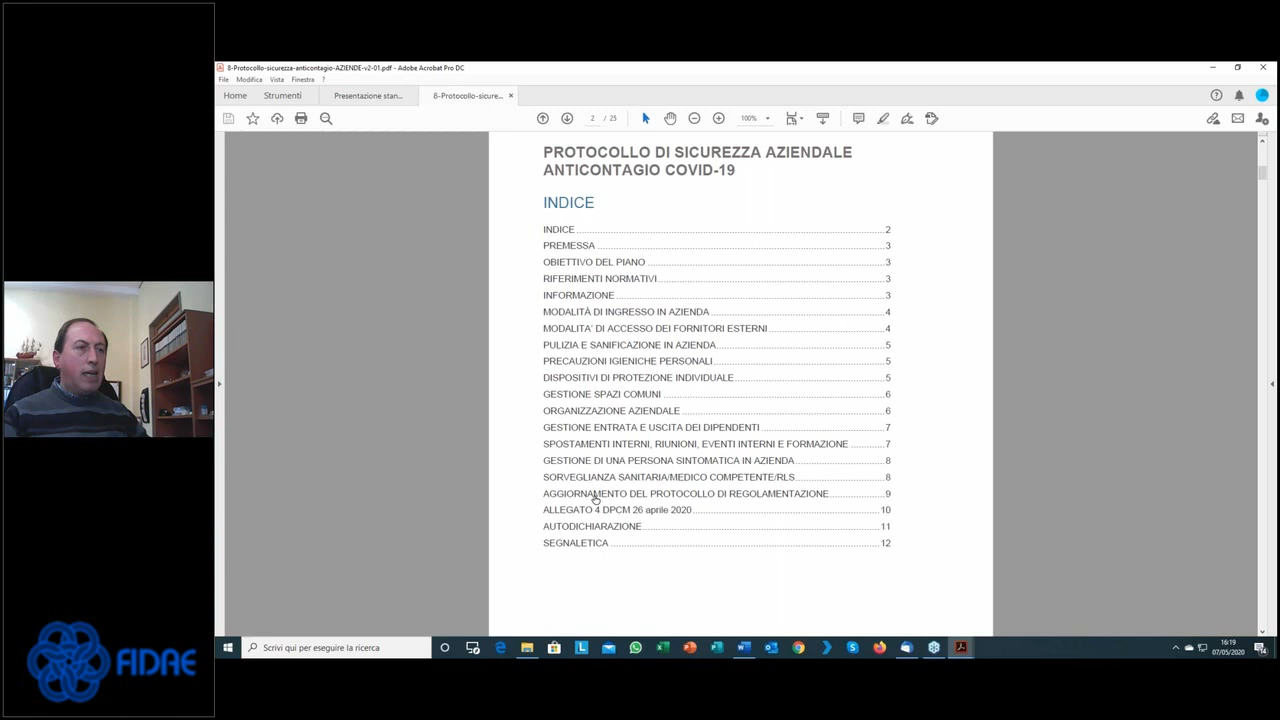 8-Protocollo-sicurezza-anticontagio-AZIENDE-v2-01.pdf - Adobe Acrobat Pro DC
File Modifica Vista Finestra ?
Home Strumenti Presentazione stan... 8-Protocollo-sicure... ×
2 / 25 100%
PROTOCOLLO DI SICUREZZA AZIENDALE
ANTICONTAGIO COVID-19
INDICE
INDICE 2
PREMESSA 3
OBIETTIVO DEL PIANO 3
RIFERIMENTI NORMATIVI 3
INFORMAZIONE 3
MODALITÀ DI INGRESSO IN AZIENDA 4
MODALITA' DI ACCESSO DEI FORNITORI ESTERNI 4
PULIZIA E SANIFICAZIONE IN AZIENDA 5
PRECAUZIONI IGIENICHE PERSONALI 5
DISPOSITIVI DI PROTEZIONE INDIVIDUALE 5
GESTIONE SPAZI COMUNI 6
ORGANIZZAZIONE AZIENDALE 6
GESTIONE ENTRATA E USCITA DEI DIPENDENTI 7
SPOSTAMENTI INTERNI, RIUNIONI, EVENTI INTERNI E FORMAZIONE 7
GESTIONE DI UNA PERSONA SINTOMATICA IN AZIENDA 8
SORVEGLIANZA SANITARIA/MEDICO COMPETENTE/RLS 8
AGGIORNAMENTO DEL PROTOCOLLO DI REGOLAMENTAZIONE 9
ALLEGATO 4 DPCM 26 aprile 2020 10
AUTODICHIARAZIONE 11
SEGNALETICA 12
FIDAE
Scrivi qui per eseguire la ricerca
16:19
07/05/2020